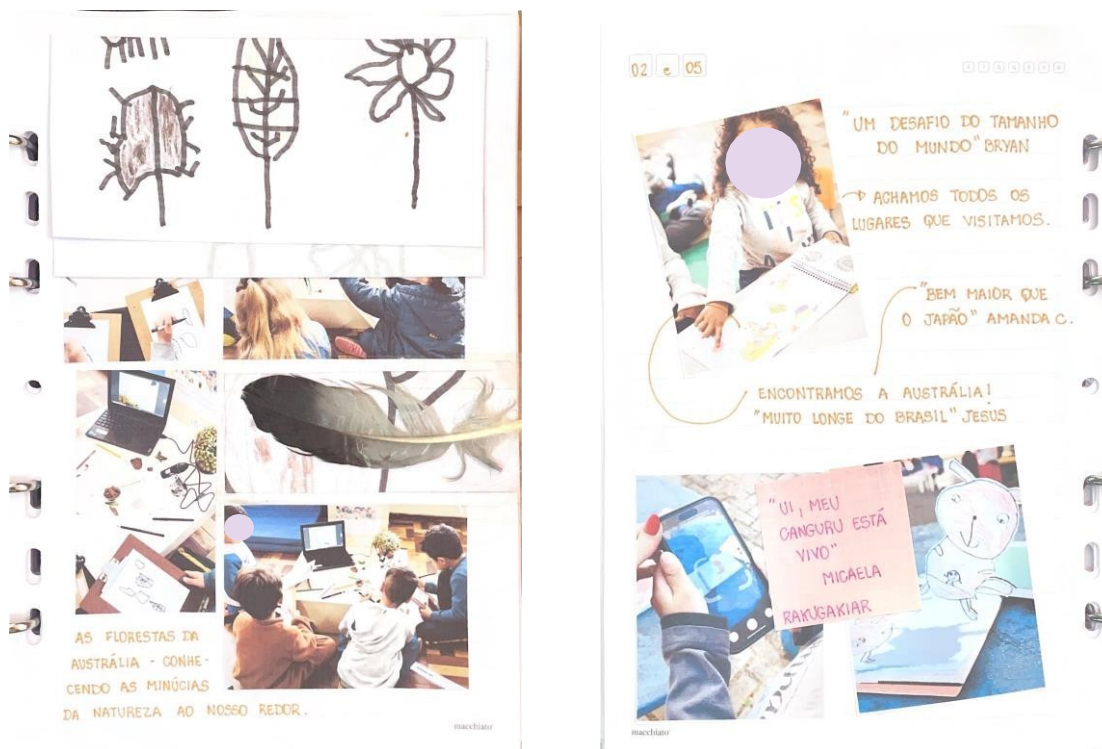 AS FLORESTAS DA
AUSTRÁLIA - CONHE-
CENDO AS MINÚCIAS
DA NATUREZA AO NOSSO REDOR.
macchiato
02 e 05
"UM DESAFIO DO TAMANHO
DO MUNDO" BRYAN
ACHAMOS TODOS OS
LUGARES QUE VISITAMOS.
"BEM MAIOR QUE
O JAPÃO" AMANDA C.
ENCONTRAMOS A AUSTRÁLIA!
"MUITO LONGE DO BRASIL" JESUS
"UI, MEU
CANGURU ESTÁ
VIVO"
MICAELA
RAKUGAKIAR
macchiato